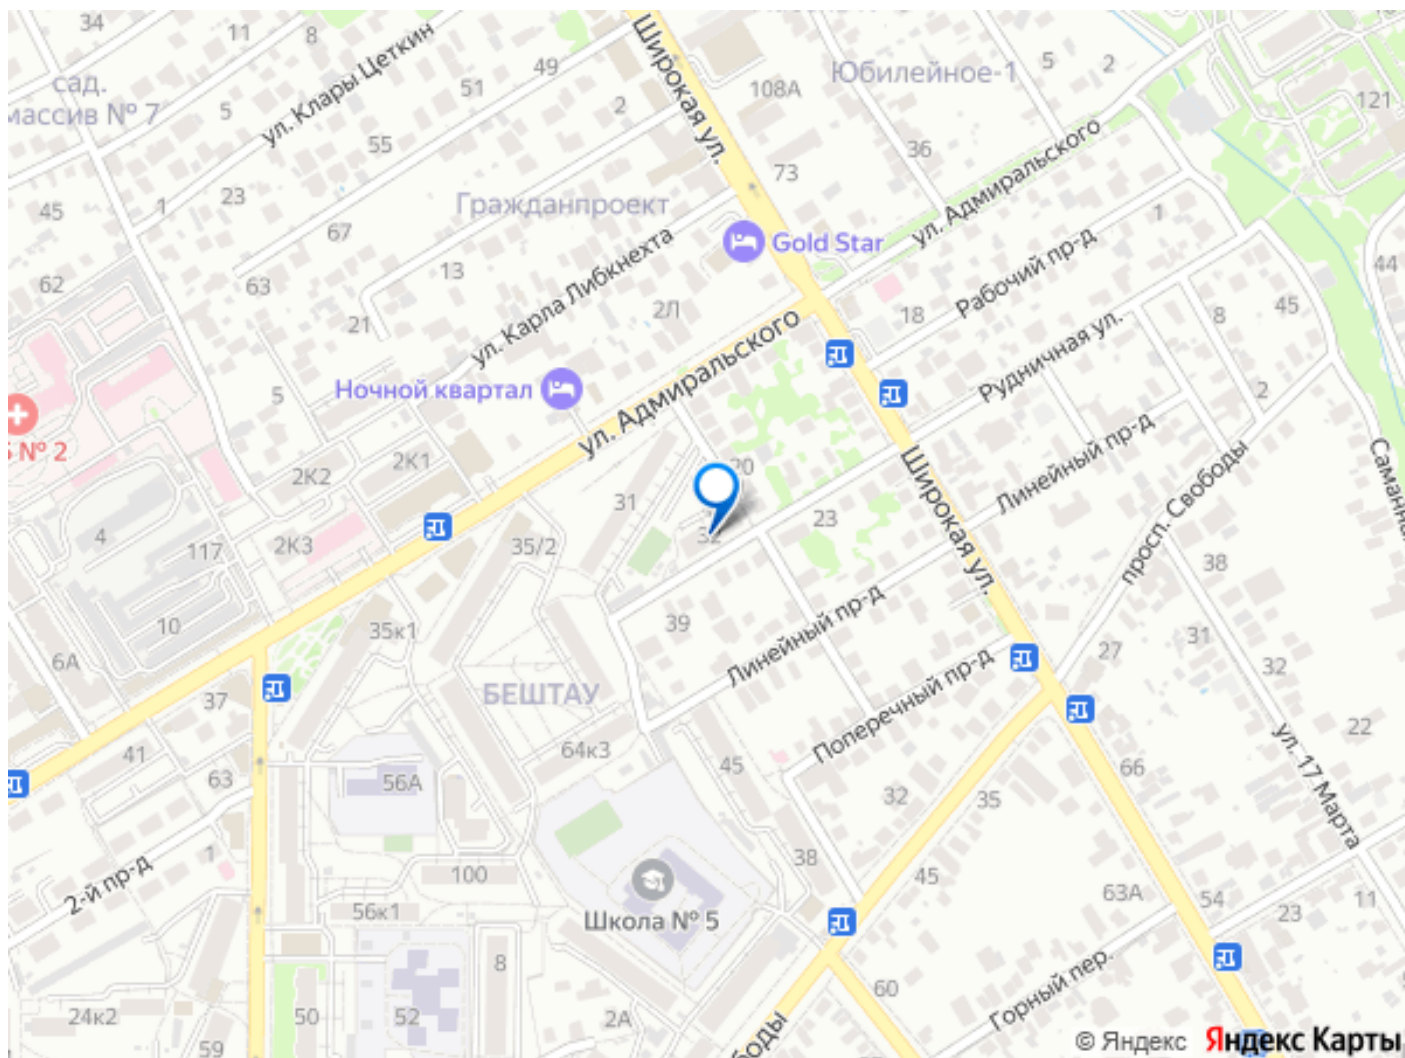 34
11
8
ул. Клары Цеткин
Широкая ул.
сад.
массив № 7
49
51
5
2
55
108А
Юбилейное-1
5
2
121
ул. Адмиральского
36
73
1
23
45
67
Гражданпроект
Gold Star
1
Рабочий пр-д
44
62
63
13
ул. Карла Либкнехта
2Л
21
18
8
45
Рудничная ул.
Ночной квартал
ул. Адмиральского
5
2
№ 2
2К2
2К1
31
20
Широкая ул.
Линейный пр-д
просп. Свободы
4
117
2К3
35/2
32
23
38
10
35к1
39
Линейный пр-д
31
27
32
6А
37
БЕШТАУ
Поперечный пр-д
22
41
64к3
45
66
ул. 17 Марта
63
56А
32
35
2-й пр-д
1
100
38
45
63А
54
11
23
56к1
Школа № 5
8
60
Горный пер.
24к2
50
52
2А
59
© Яндекс Яндекс Карты